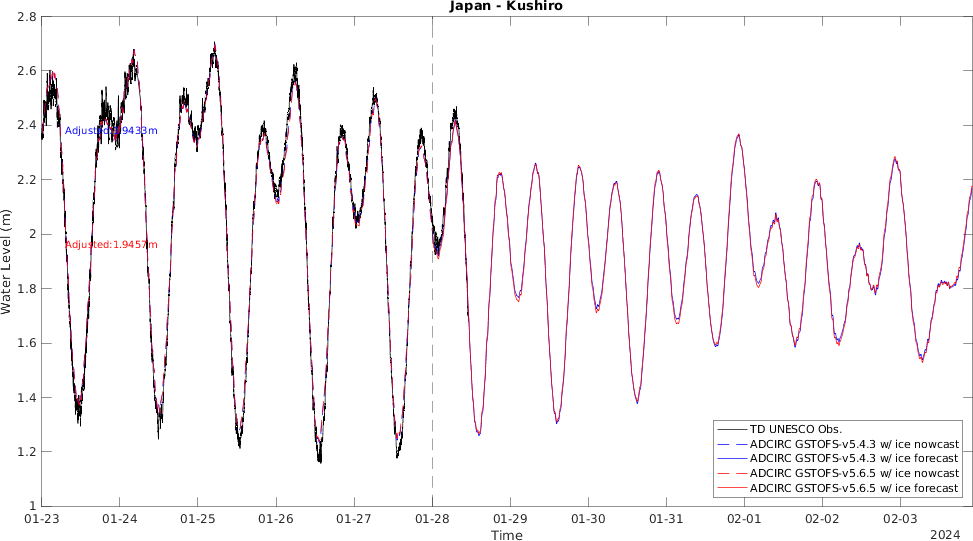 Japan - Kushiro
2.8
2.6
2.4
2.2
2
1.8
1.6
1.4
1.2
1
Water Level (m)
Adjusted:1.9433m
Adjusted:1.9457m
TD UNESCO Obs.
ADCIRC GSTOFS-v5.4.3 w/ ice nowcast
ADCIRC GSTOFS-v5.4.3 w/ ice forecast
ADCIRC GSTOFS-v5.6.5 w/ ice nowcast
ADCIRC GSTOFS-v5.6.5 w/ ice forecast
01-23 01-24 01-25 01-26 01-27 01-28 01-29 01-30 01-31 02-01 02-02 02-03
Time
2024